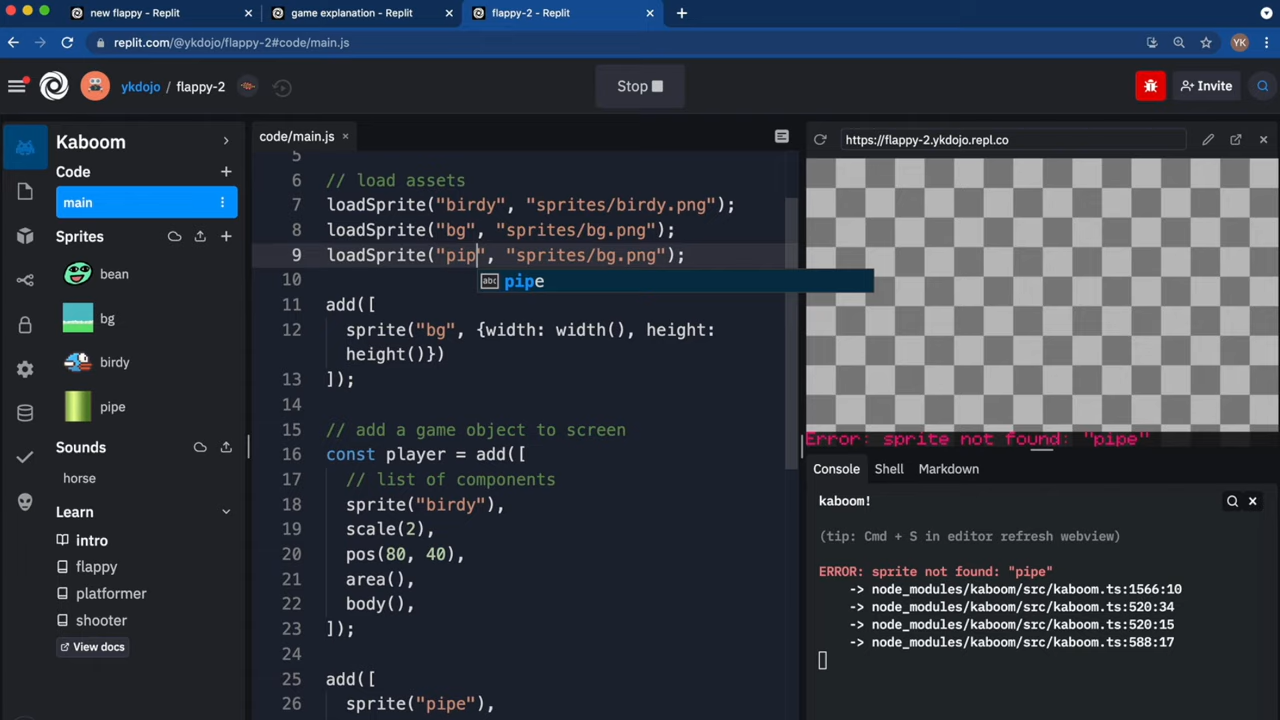 new flappy - Replit
game explanation - Replit
flappy-2 - Replit
replit.com/@ykdojo/flappy-2#code/main.js
YK
ykdojo / flappy-2
Stop
Invite
Kaboom
Code
main
Sprites
bean
bg
birdy
pipe
Sounds
horse
Learn
intro
flappy
platformer
shooter
View docs
code/main.js
5
6 // load assets
7 loadSprite("birdy", "sprites/birdy.png");
8 loadSprite("bg", "sprites/bg.png");
9 loadSprite("pip", "sprites/bg.png");
abc pipe
10
11 add([
12 sprite("bg", {width: width(), height:
height()})
13 ]);
14
15 // add a game object to screen
16 const player = add([
17 // list of components
18 sprite("birdy"),
19 scale(2),
20 pos(80, 40),
21 area(),
22 body(),
23 ]);
24
25 add([
26 sprite("pipe"),
https://flappy-2.ykdojo.repl.co
Error: sprite not found: "pipe"
Console Shell Markdown
kaboom!
(tip: Cmd + S in editor refresh webview)
ERROR: sprite not found: "pipe"
-> node_modules/kaboom/src/kaboom.ts:1566:10
-> node_modules/kaboom/src/kaboom.ts:520:34
-> node_modules/kaboom/src/kaboom.ts:520:15
-> node_modules/kaboom/src/kaboom.ts:588:17